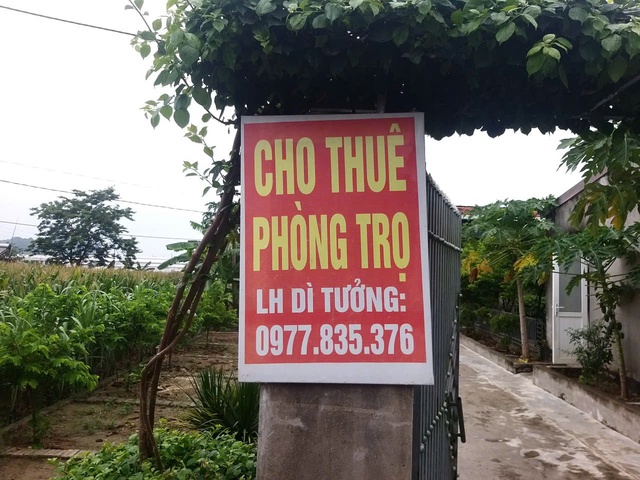 CHO THUÊ
PHÒNG TRỌ
LH DÌ TƯỞNG:
0977.835.376